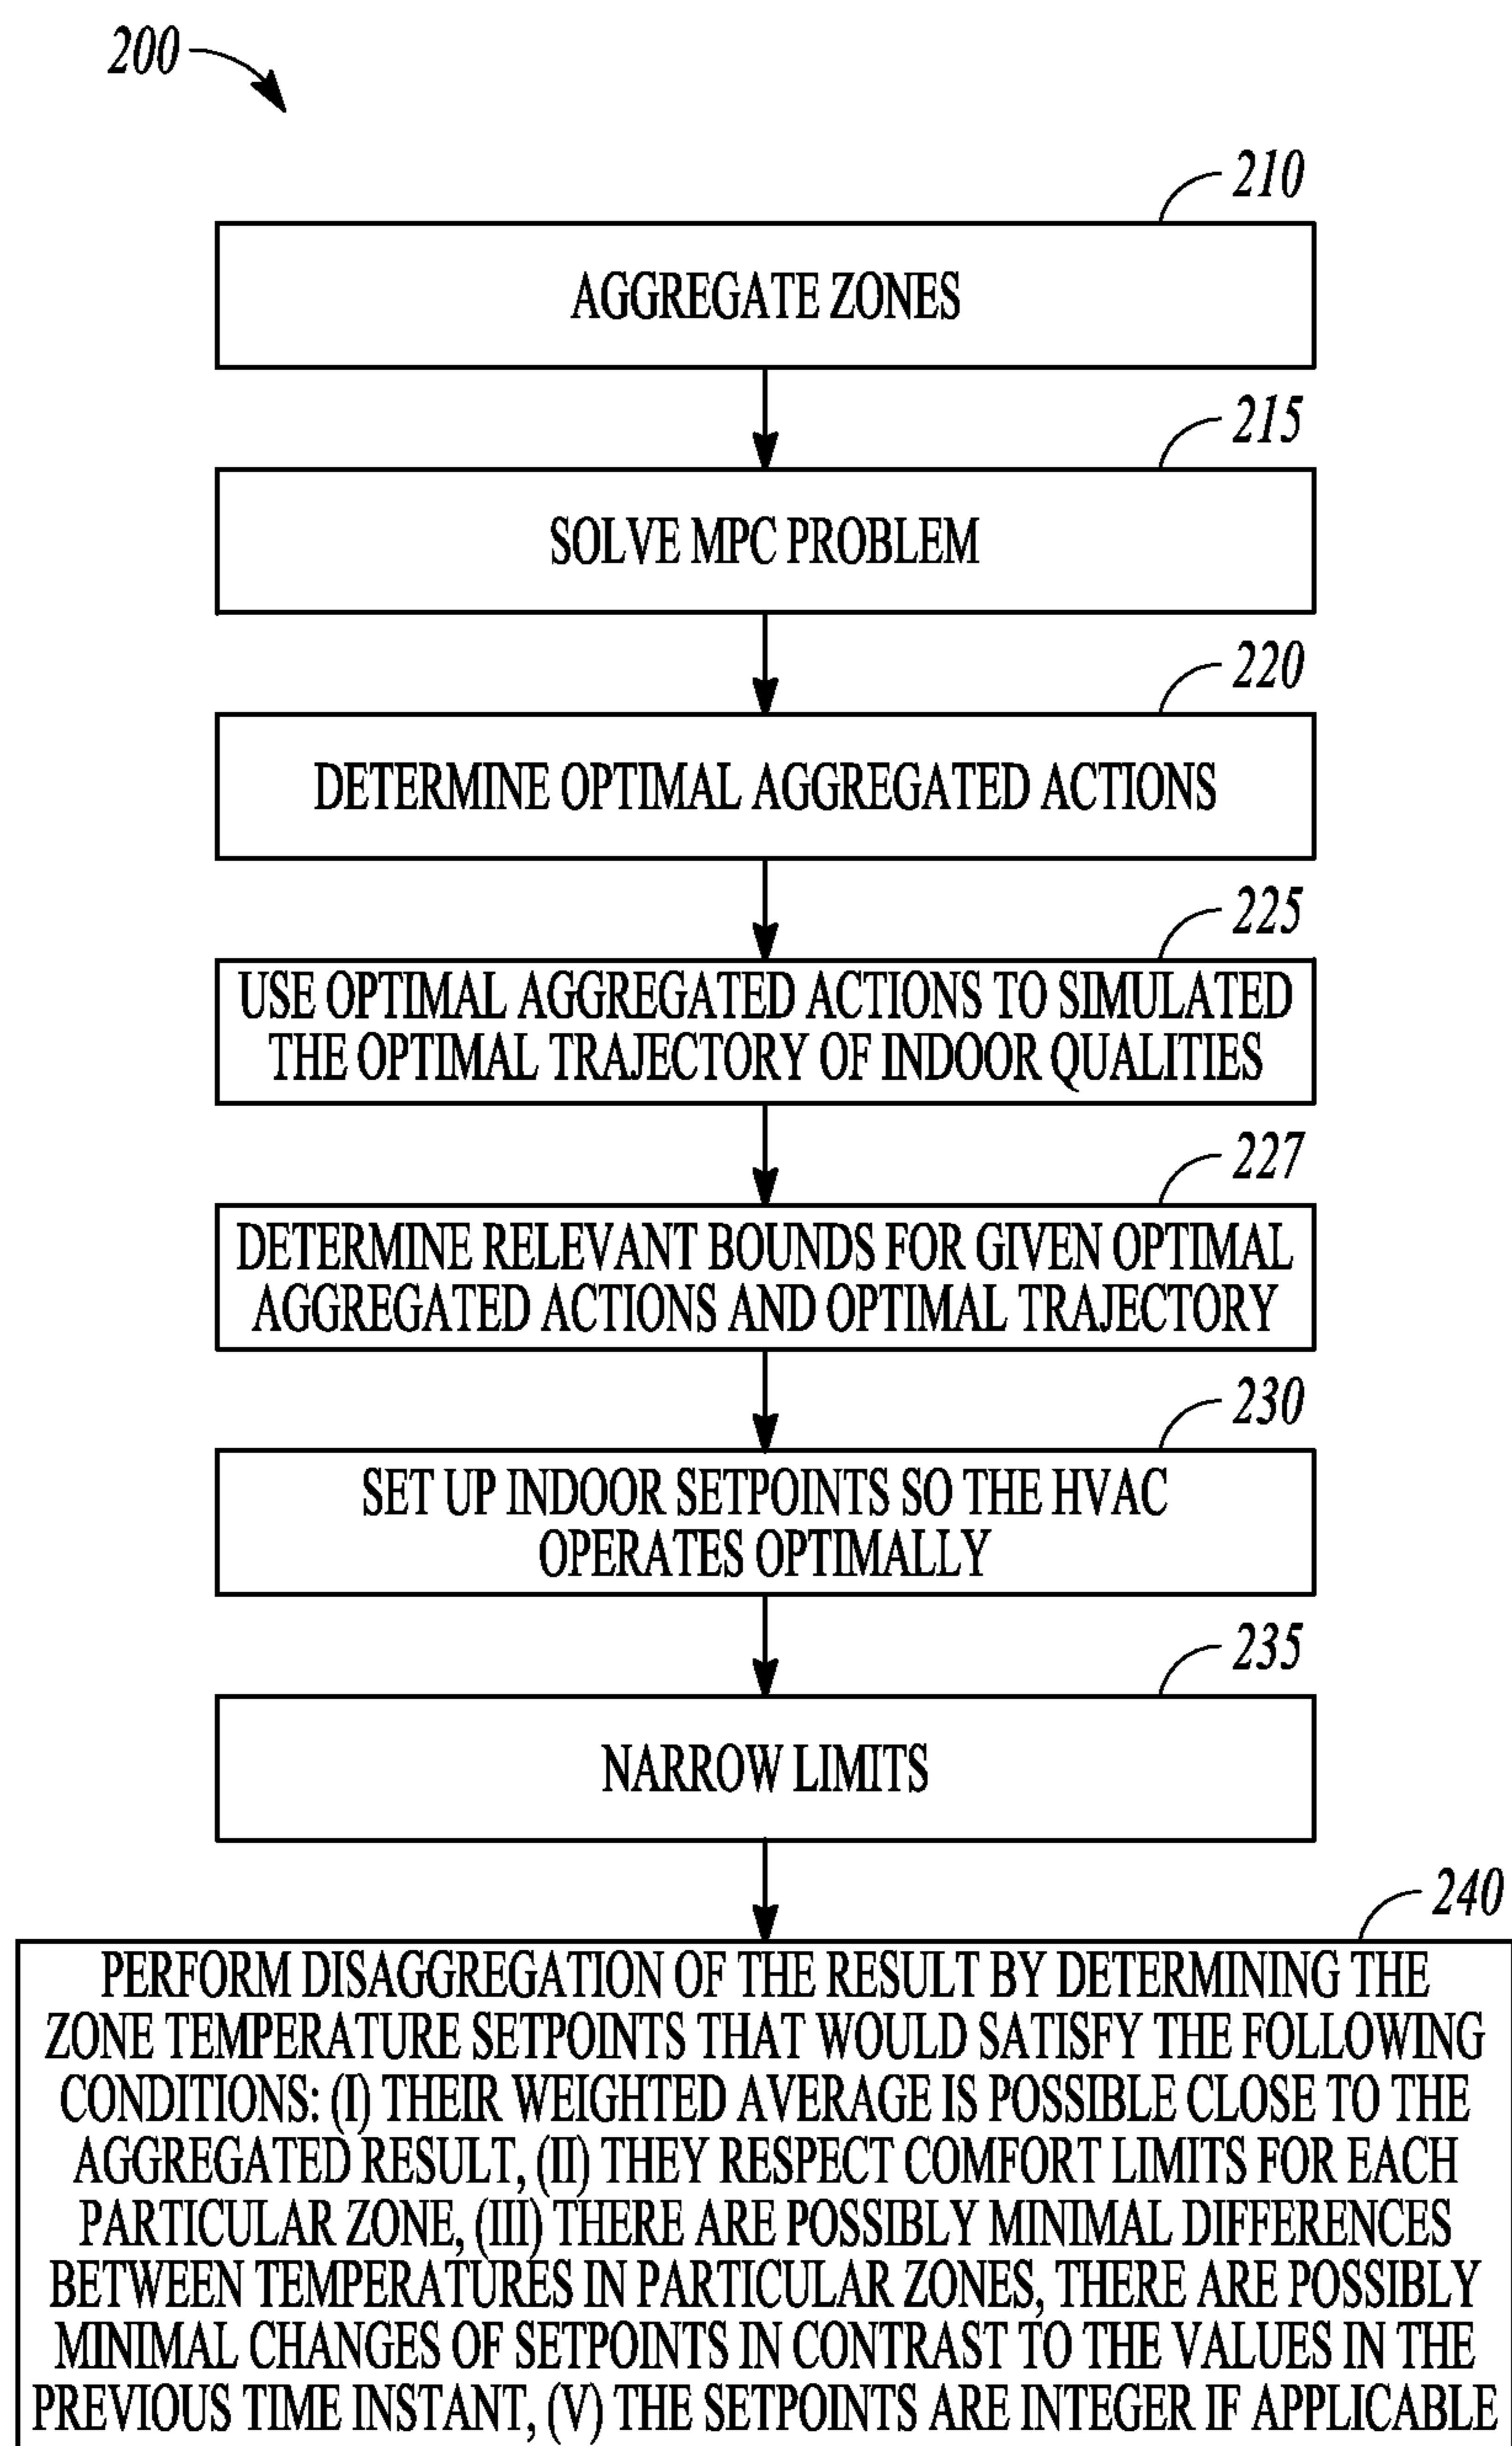 200
210
AGGREGATE ZONES
215
SOLVE MPC PROBLEM
220
DETERMINE OPTIMAL AGGREGATED ACTIONS
225
USE OPTIMAL AGGREGATED ACTIONS TO SIMULATED
THE OPTIMAL TRAJECTORY OF INDOOR QUALITIES
227
DETERMINE RELEVANT BOUNDS FOR GIVEN OPTIMAL
AGGREGATED ACTIONS AND OPTIMAL TRAJECTORY
230
SET UP INDOOR SETPOINTS SO THE HVAC
OPERATES OPTIMALLY
235
NARROW LIMITS
240
PERFORM DISAGGREGATION OF THE RESULT BY DETERMINING THE
ZONE TEMPERATURE SETPOINTS THAT WOULD SATISFY THE FOLLOWING
CONDITIONS: (I) THEIR WEIGHTED AVERAGE IS POSSIBLE CLOSE TO THE
AGGREGATED RESULT, (II) THEY RESPECT COMFORT LIMITS FOR EACH
PARTICULAR ZONE, (III) THERE ARE POSSIBLY MINIMAL DIFFERENCES
BETWEEN TEMPERATURES IN PARTICULAR ZONES, THERE ARE POSSIBLY
MINIMAL CHANGES OF SETPOINTS IN CONTRAST TO THE VALUES IN THE
PREVIOUS TIME INSTANT, (V) THE SETPOINTS ARE INTEGER IF APPLICABLE